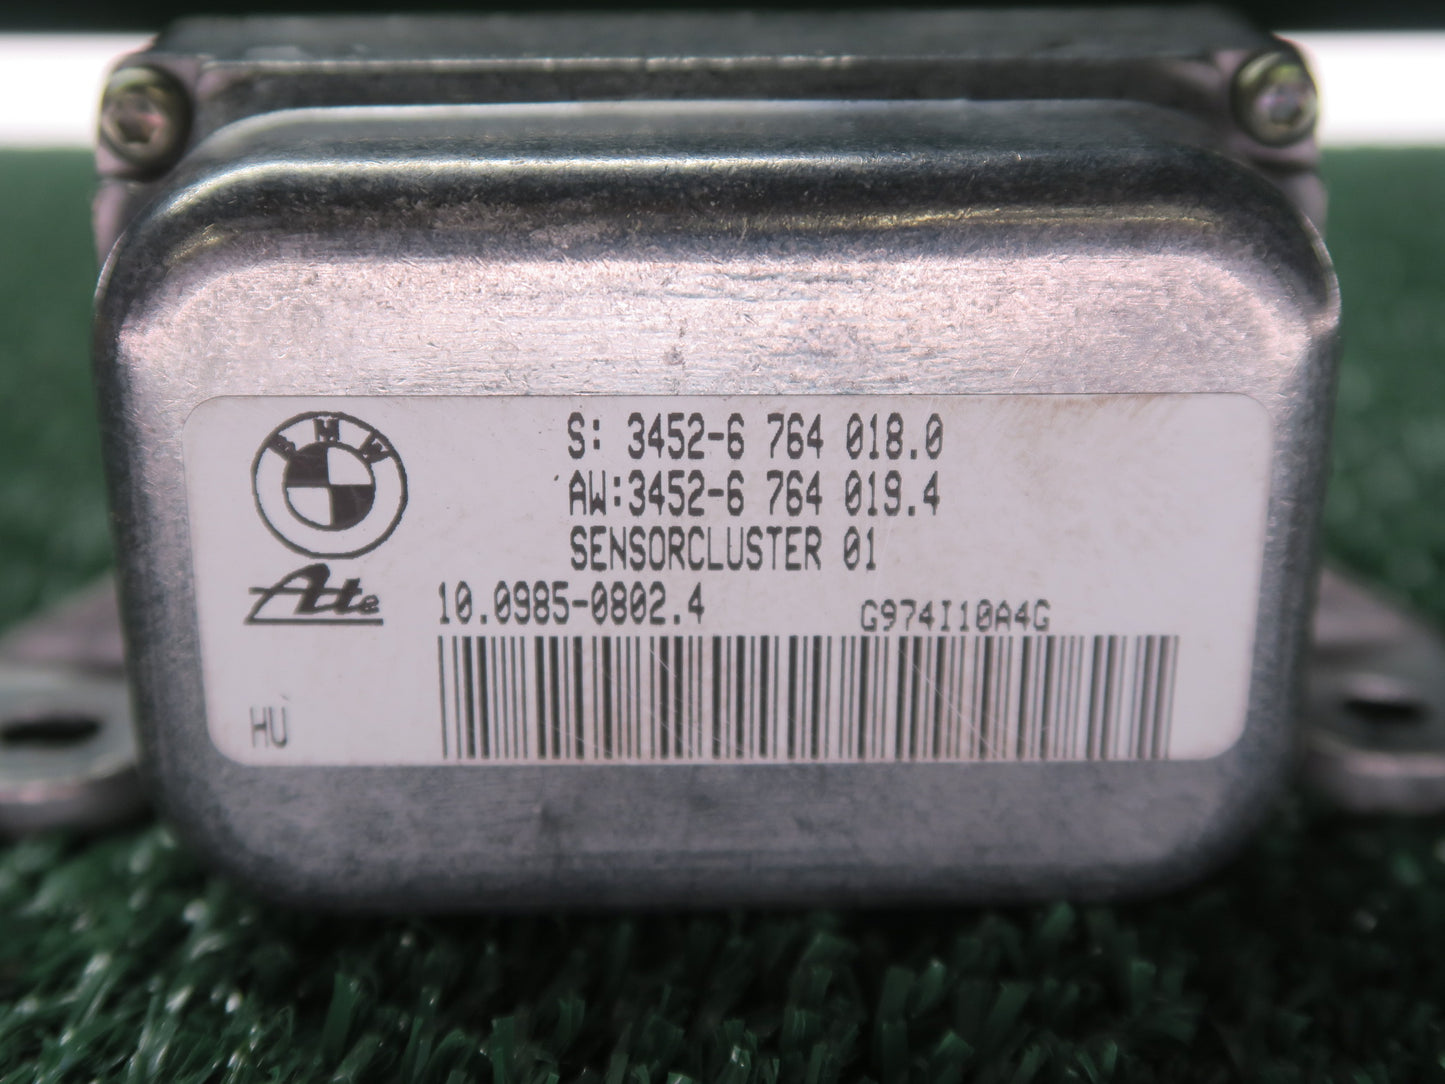 BMW
S: 3452-6 764 018.0
AW:3452-6 764 019.4
SENSORCLUSTER 01
Ate
10.0985-0802.4
G974I10A4G
HU